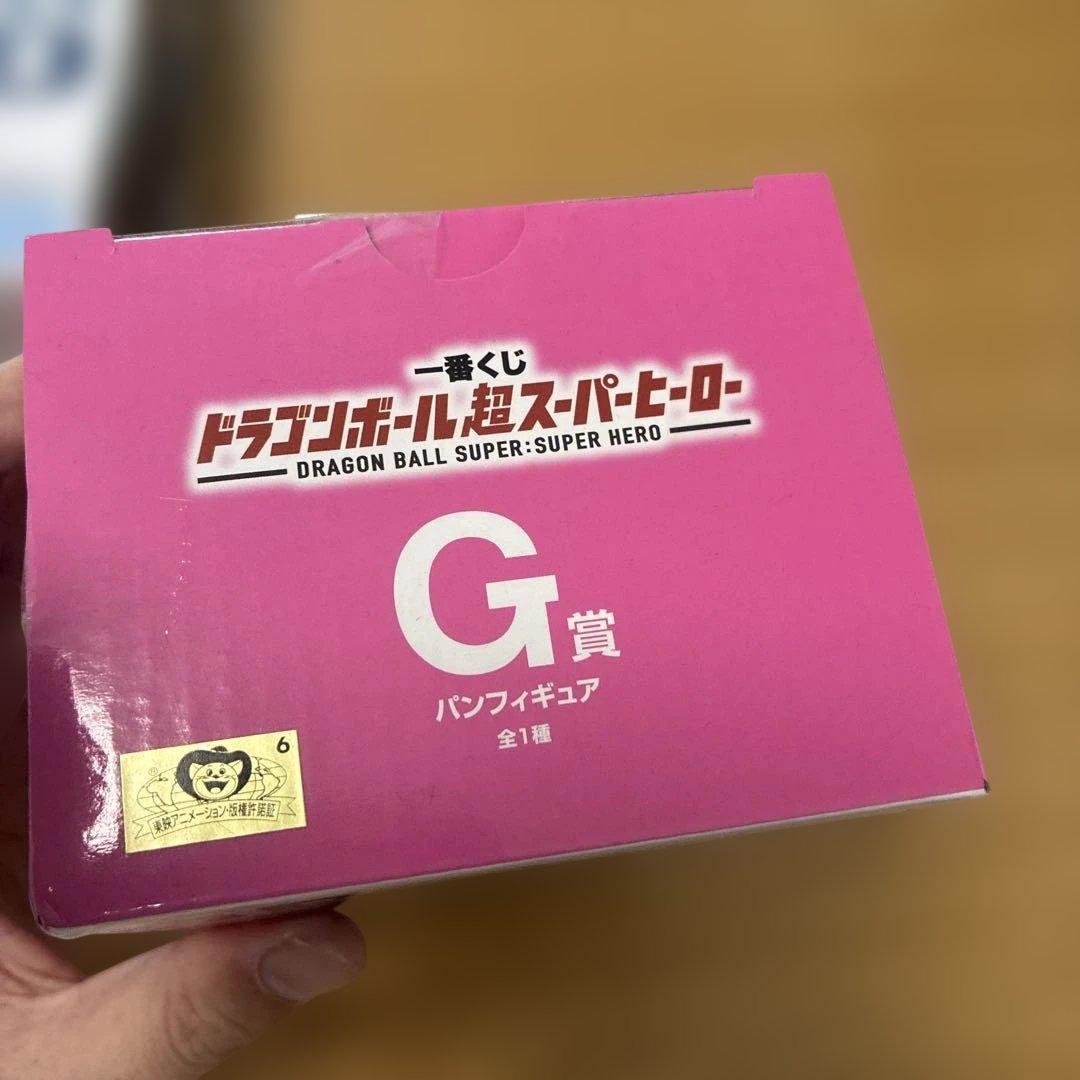 一番くじ
ドラゴンボール超スーパーヒーロー
DRAGON BALL SUPER:SUPER HERO
G賞
パンフィギュア
全1種
6
東映アニメーション・版権許諾証